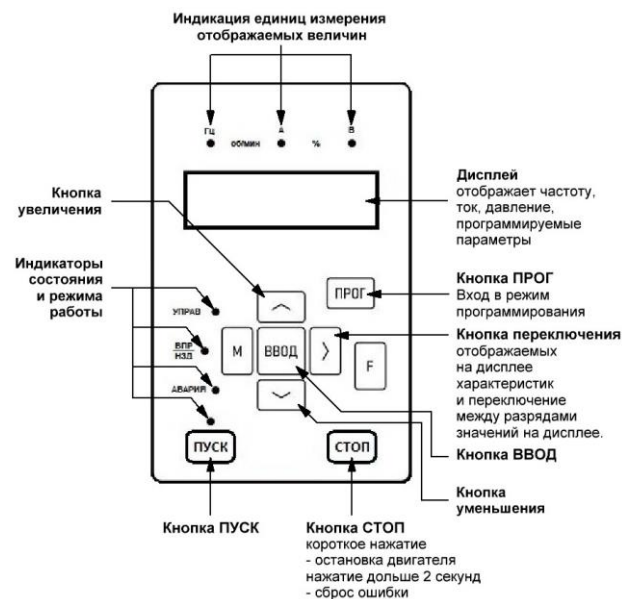 Индикация единиц измерения
отображаемых величин
Гц
об/мин
А
%
В
Кнопка
увеличения
Дисплей
отображает частоту,
ток, давление,
программируемые
параметры
Индикаторы
состояния
и режима
работы
УПРАВ
ВПР
НЗД
АВАРИЯ
ПРОГ
М
ВВОД
F
ПУСК
СТОП
Кнопка ПРОГ
Вход в режим
программирования
Кнопка переключения
отображаемых
на дисплее
характеристик
и переключение
между разрядами
значений на дисплее.
Кнопка ВВОД
Кнопка
уменьшения
Кнопка ПУСК
Кнопка СТОП
короткое нажатие
- остановка двигателя
нажатие дольше 2 секунд
- сброс ошибки